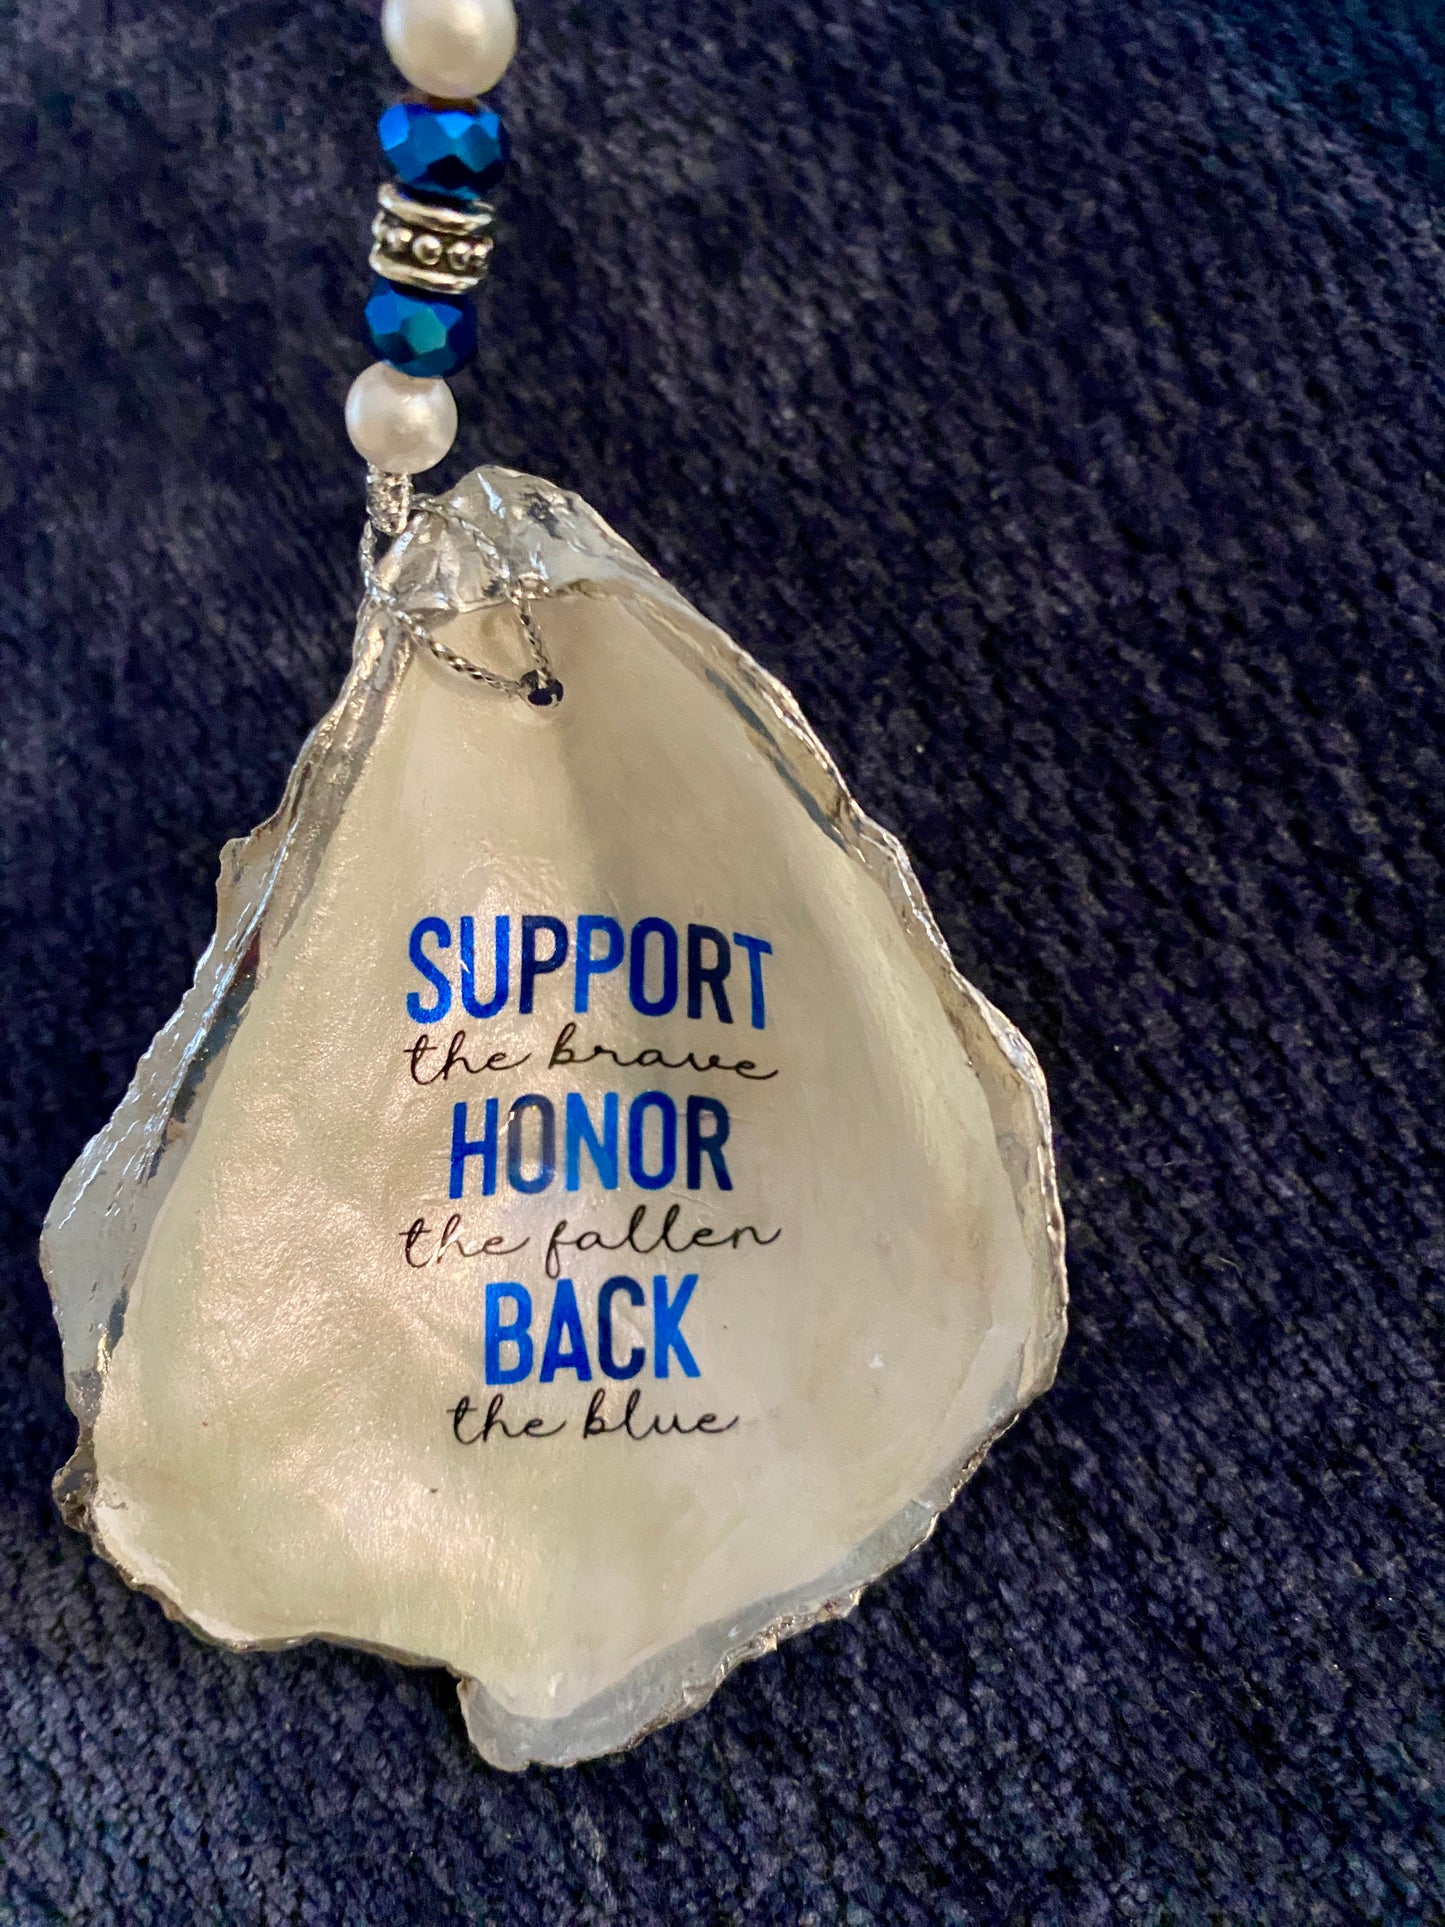 SUPPORT
the brave
HONOR
the fallen
BACK
the blue